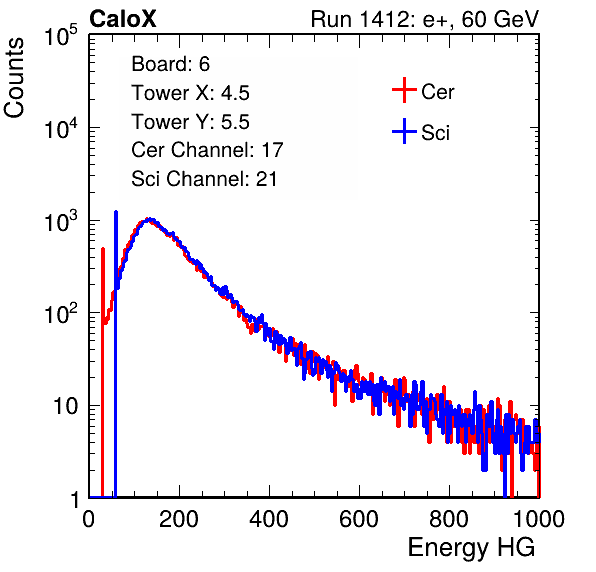 CaloX Run 1412: e+, 60 GeV
Counts
Board: 6
Tower X: 4.5
Tower Y: 5.5
Cer Channel: 17
Sci Channel: 21
Cer
Sci
10^5
10^4
10^3
10^2
10
1
0 200 400 600 800 1000
Energy HG